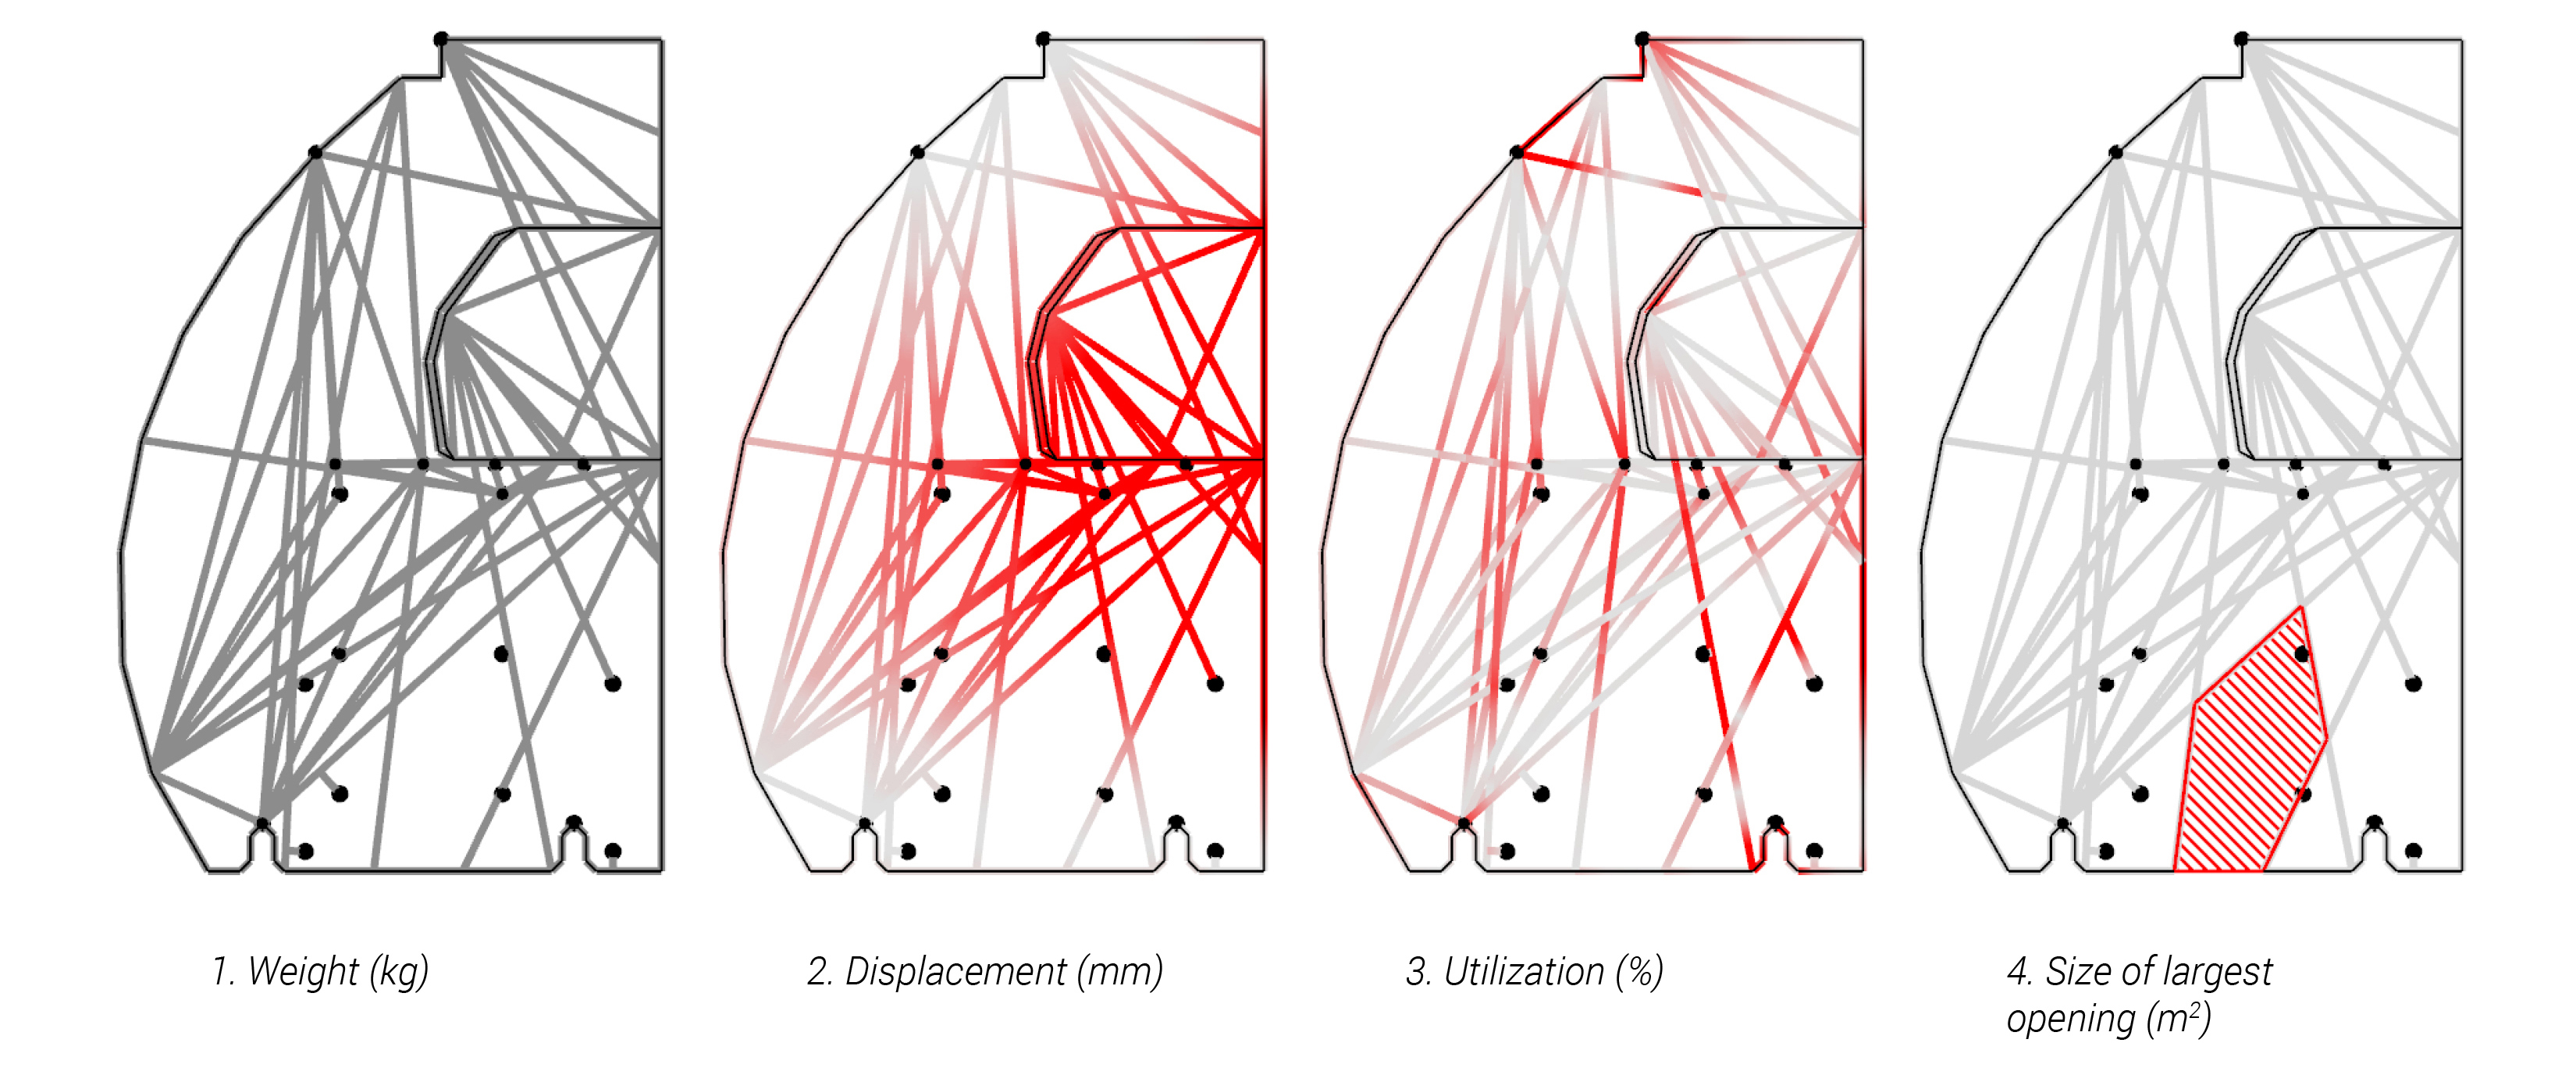 1. Weight (kg)
2. Displacement (mm)
3. Utilization (%)
4. Size of largest
opening (m²)